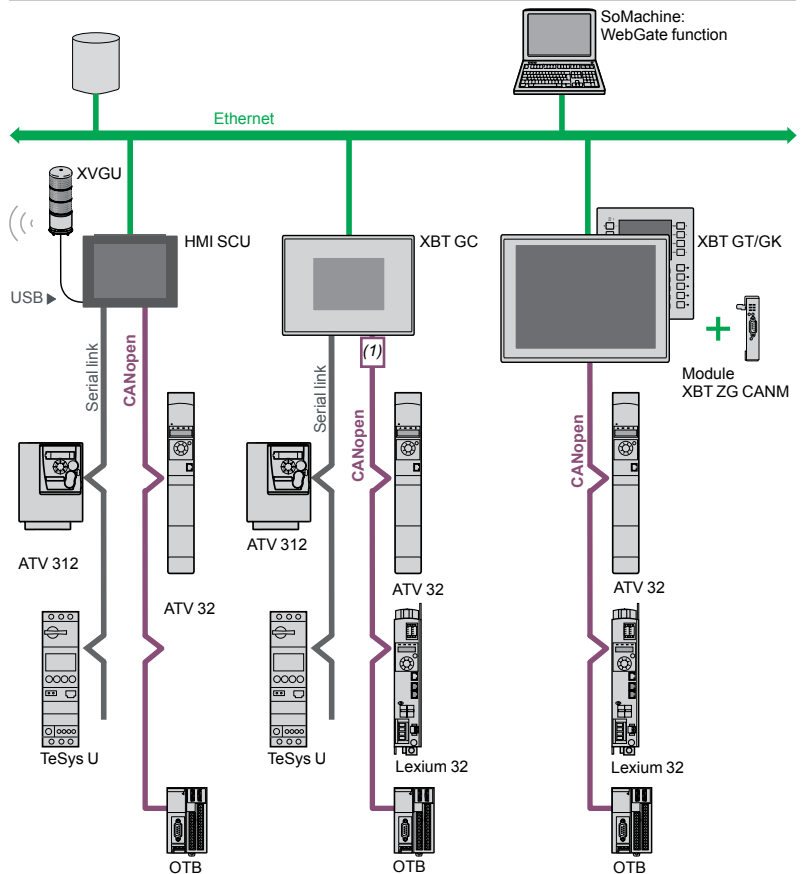 SoMachine:
WebGate function
Ethernet
XVGU
HMI SCU
XBT GC
XBT GT/GK
USB
(1)
Module
XBT ZG CANM
Serial link
CANopen
Serial link
CANopen
CANopen
ATV 312
ATV 32
ATV 312
ATV 32
ATV 32
TeSys U
TeSys U
Lexium 32
Lexium 32
OTB
OTB
OTB